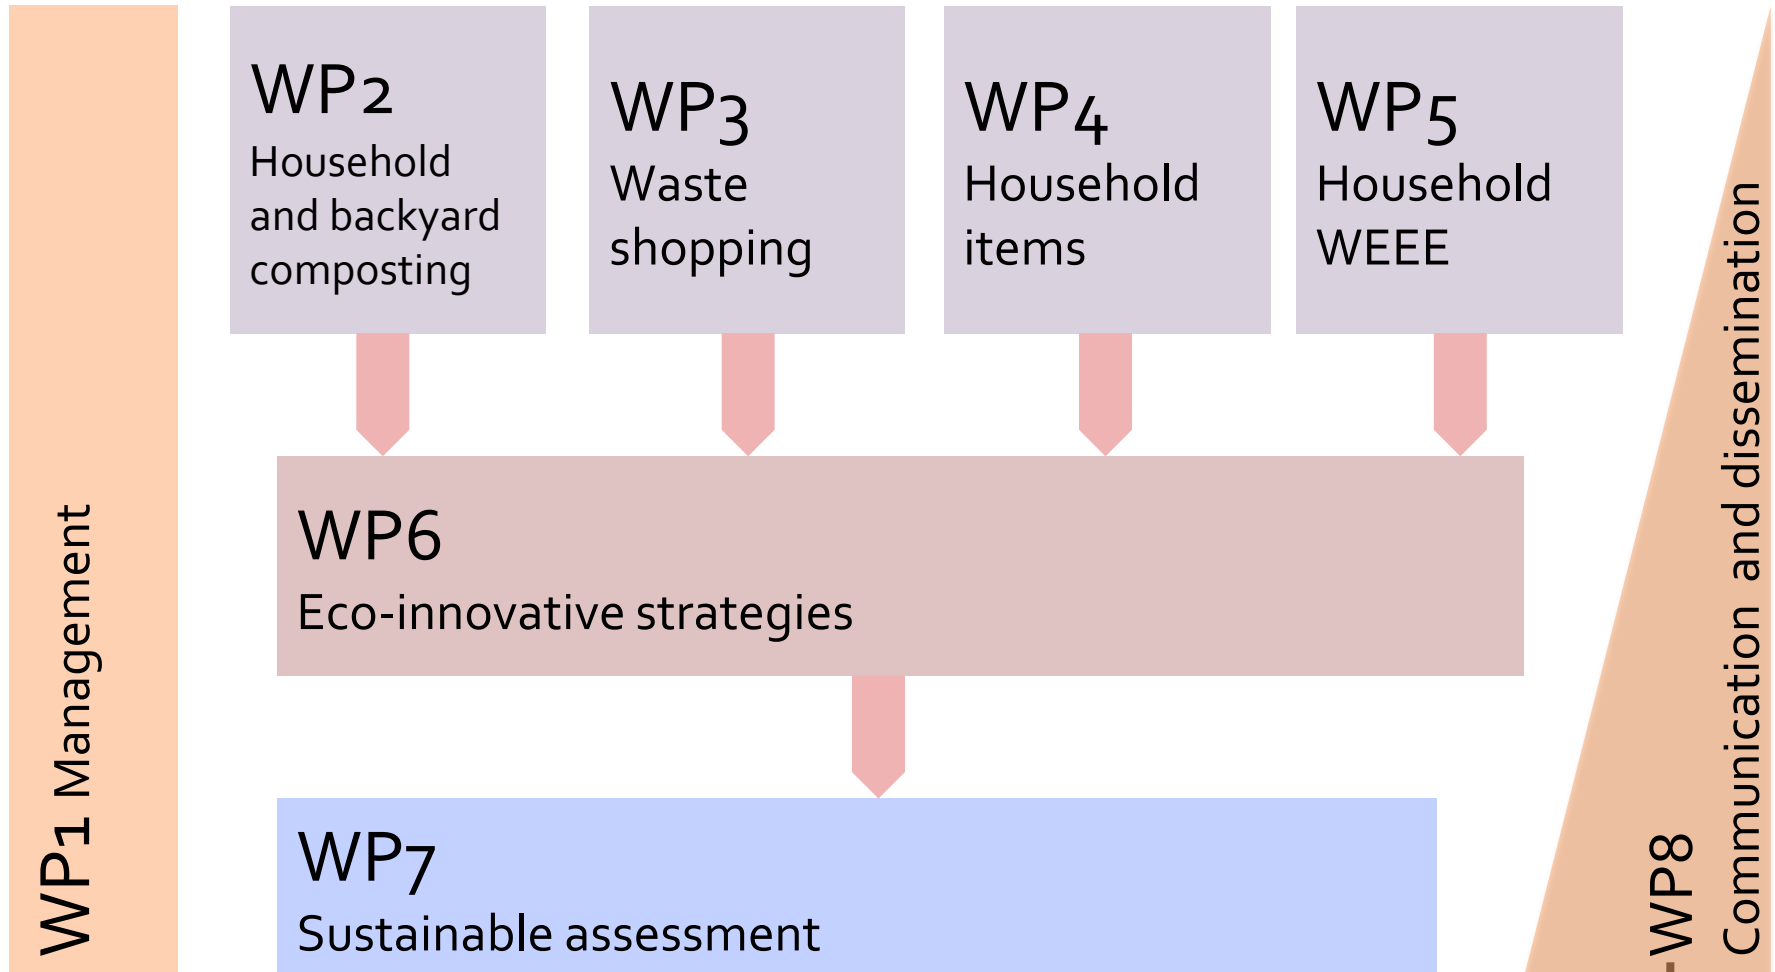 WP1 Management
WP2
Household
and backyard
composting
WP3
Waste
shopping
WP4
Household
items
WP5
Household
WEEE
WP6
Eco-innovative strategies
WP7
Sustainable assessment
-WP8
Communication and dissemination